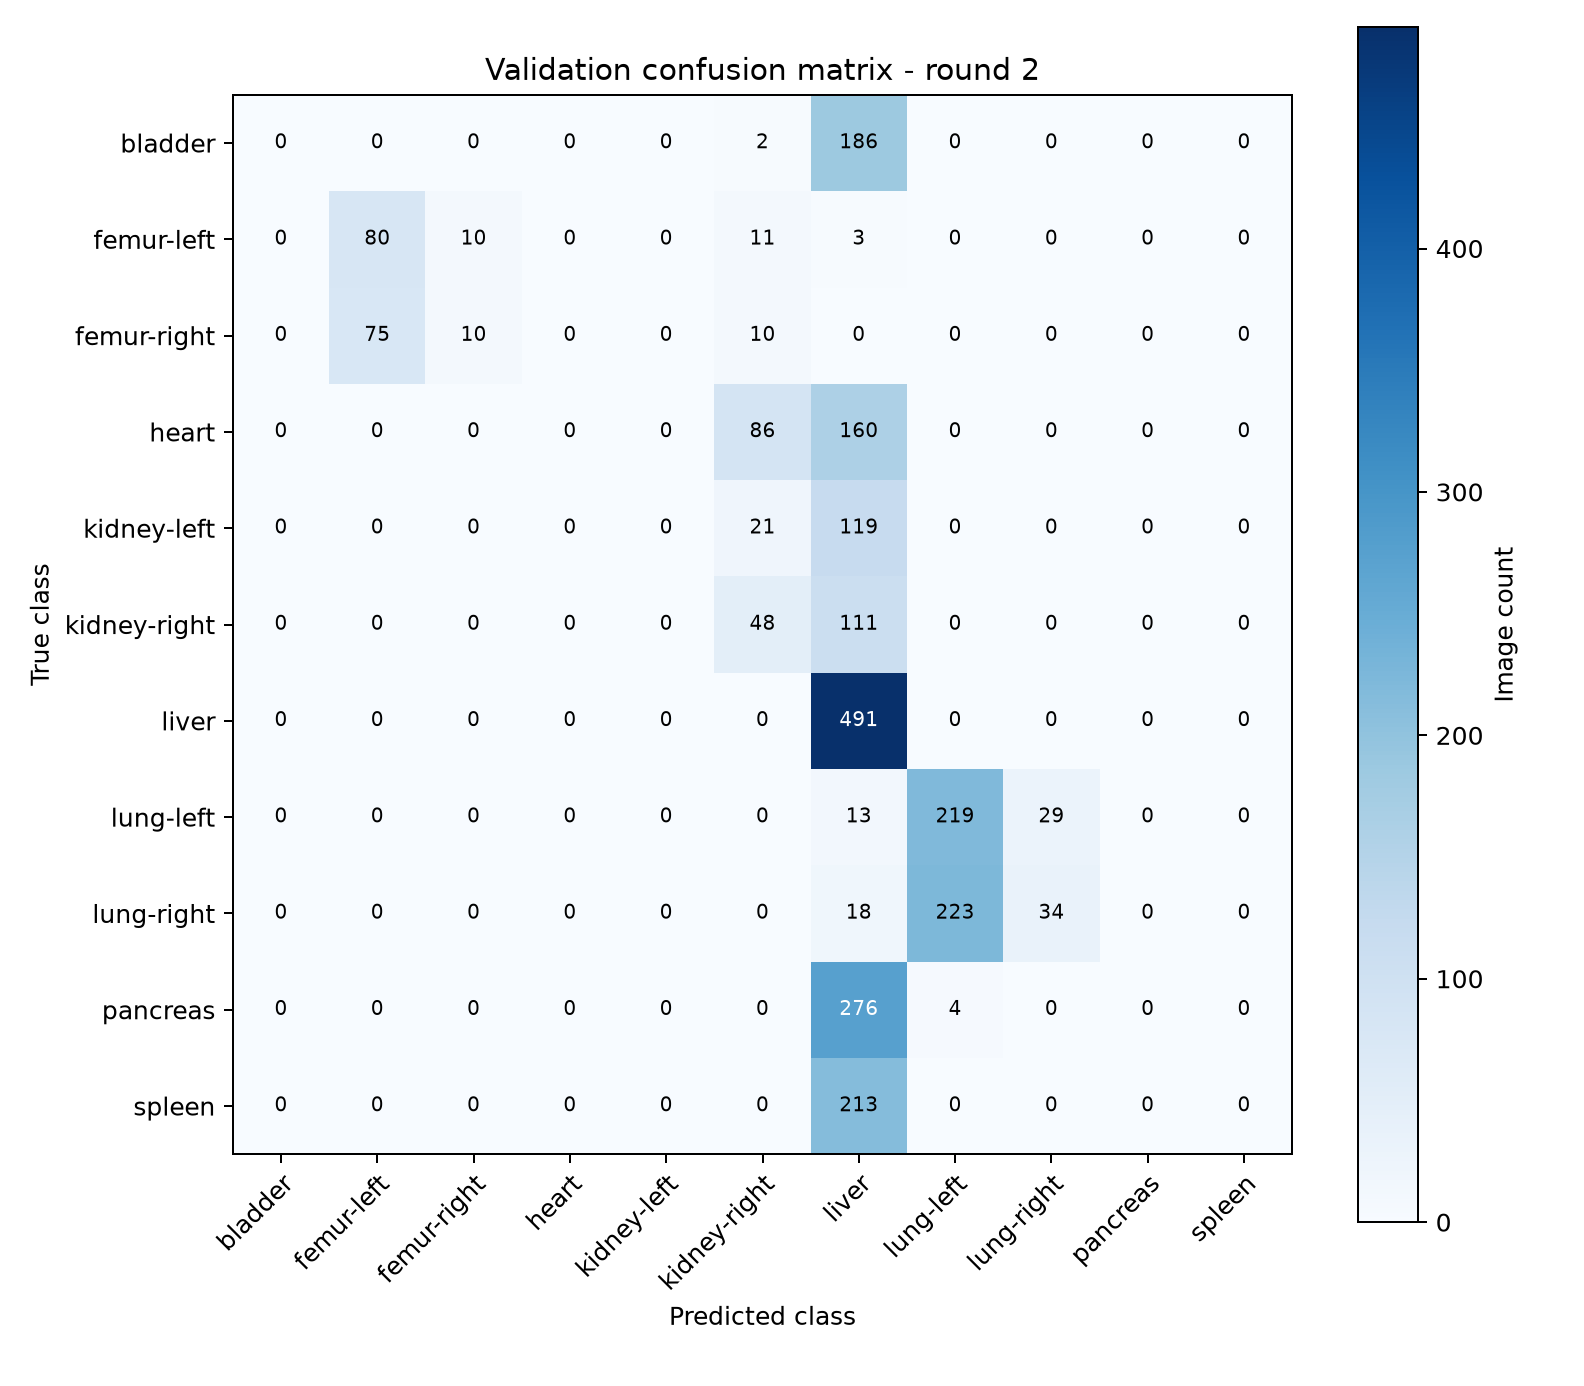 Validation confusion matrix - round 2
bladder 0 0 0 0 0 2 186 0 0 0 0
femur-left 0 80 10 0 0 11 3 0 0 0 0
femur-right 0 75 10 0 0 10 0 0 0 0 0
heart 0 0 0 0 0 86 160 0 0 0 0
kidney-left 0 0 0 0 0 21 119 0 0 0 0
kidney-right 0 0 0 0 0 48 111 0 0 0 0
liver 0 0 0 0 0 0 491 0 0 0 0
lung-left 0 0 0 0 0 0 13 219 29 0 0
lung-right 0 0 0 0 0 0 18 223 34 0 0
pancreas 0 0 0 0 0 0 276 4 0 0 0
spleen 0 0 0 0 0 0 213 0 0 0 0
bladder femur-left femur-right heart kidney-left kidney-right liver lung-left lung-right pancreas spleen
Predicted class
True class
400
300
200
100
0
Image count